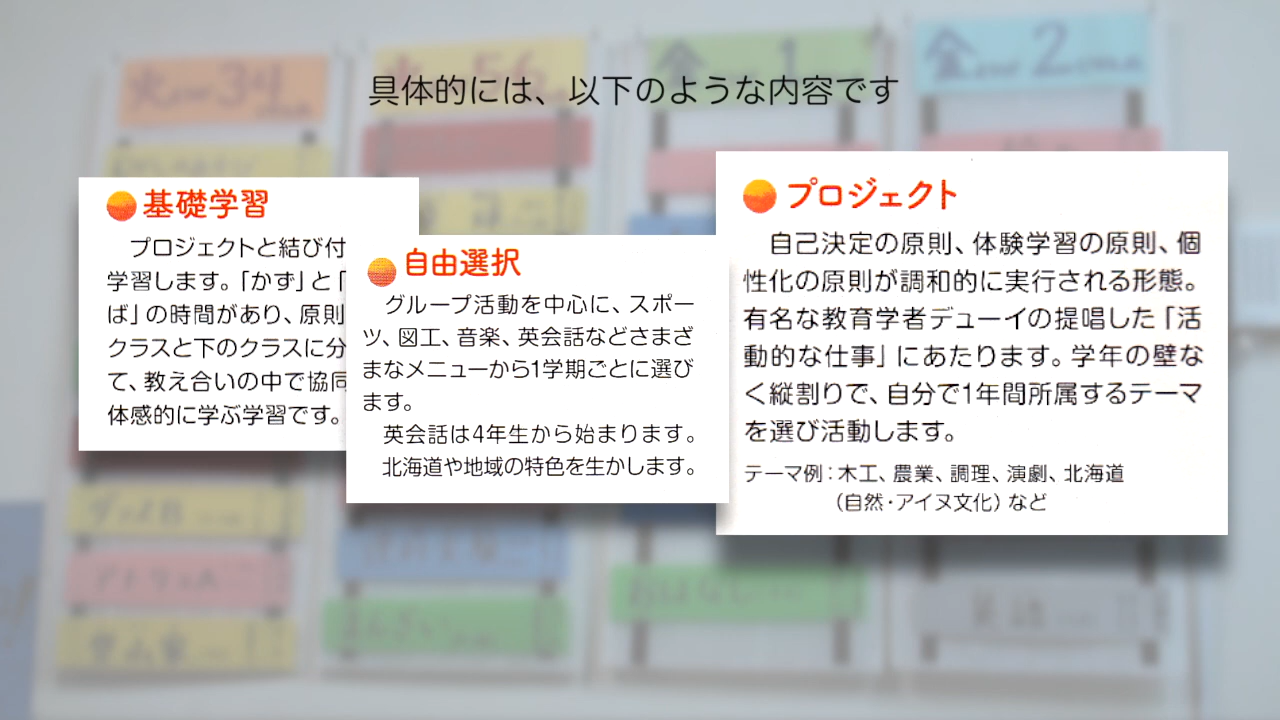 具体的には、以下のような内容です
火 34
火 56
金 1
金 2
基礎学習
プロジェクトと結び付
学習します。「かず」と「
ば」の時間があり、原則
クラスと下のクラスに分
て、教え合いの中で協同
体感的に学ぶ学習です。
自由選択
グループ活動を中心に、スポー
ツ、図工、音楽、英会話などさまざ
まなメニューから1学期ごとに選び
ます。
英会話は4年生から始まります。
北海道や地域の特色を生かします。
プロジェクト
自己決定の原則、体験学習の原則、個
性化の原則が調和的に実行される形態。
有名な教育学者デューイの提唱した「活
動的な仕事」にあたります。学年の壁な
く縦割りで、自分で1年間所属するテーマ
を選び活動します。
テーマ例：木工、農業、調理、演劇、北海道
（自然・アイヌ文化）など
おはなし